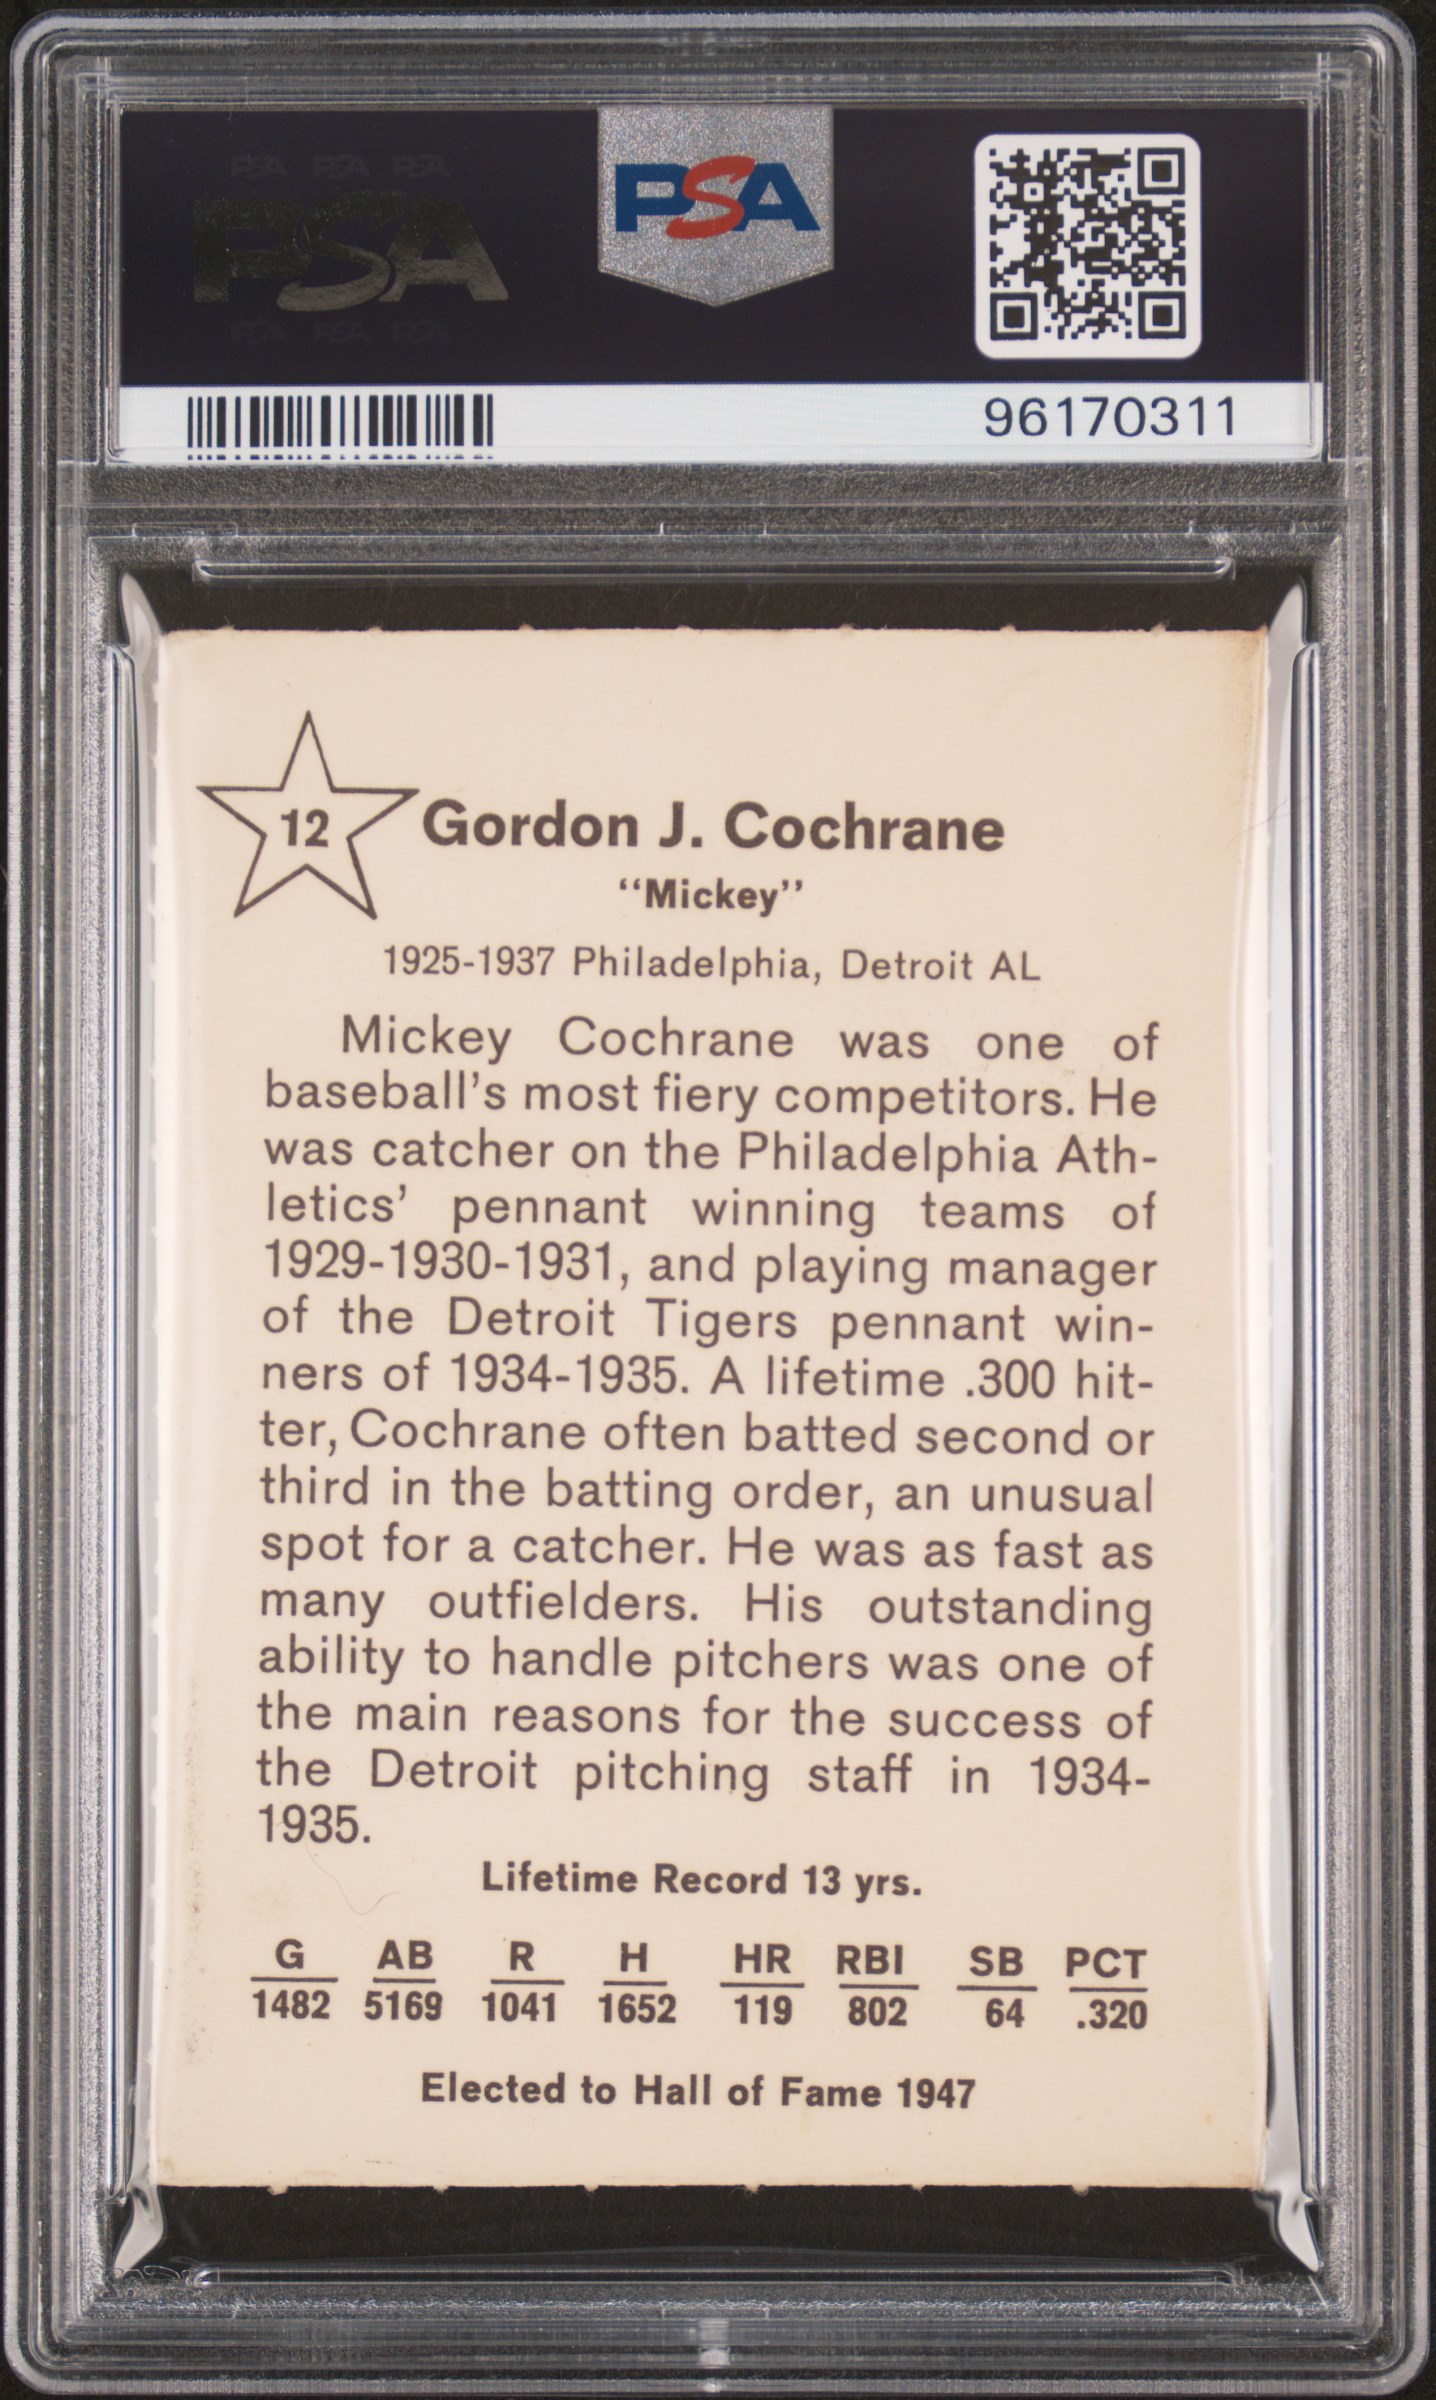 PSA PSA PSA
PSA
PSA PSA PSA
PSA
96170311
12
Gordon J. Cochrane
“Mickey”
1925-1937 Philadelphia, Detroit AL
Mickey Cochrane was one of
baseball’s most fiery competitors. He
was catcher on the Philadelphia Ath-
letics’ pennant winning teams of
1929-1930-1931, and playing manager
of the Detroit Tigers pennant win-
ners of 1934-1935. A lifetime .300 hit-
ter, Cochrane often batted second or
third in the batting order, an unusual
spot for a catcher. He was as fast as
many outfielders. His outstanding
ability to handle pitchers was one of
the main reasons for the success of
the Detroit pitching staff in 1934-
1935.
Lifetime Record 13 yrs.
G AB R H HR RBI SB PCT
1482 5169 1041 1652 119 802 64 .320
Elected to Hall of Fame 1947